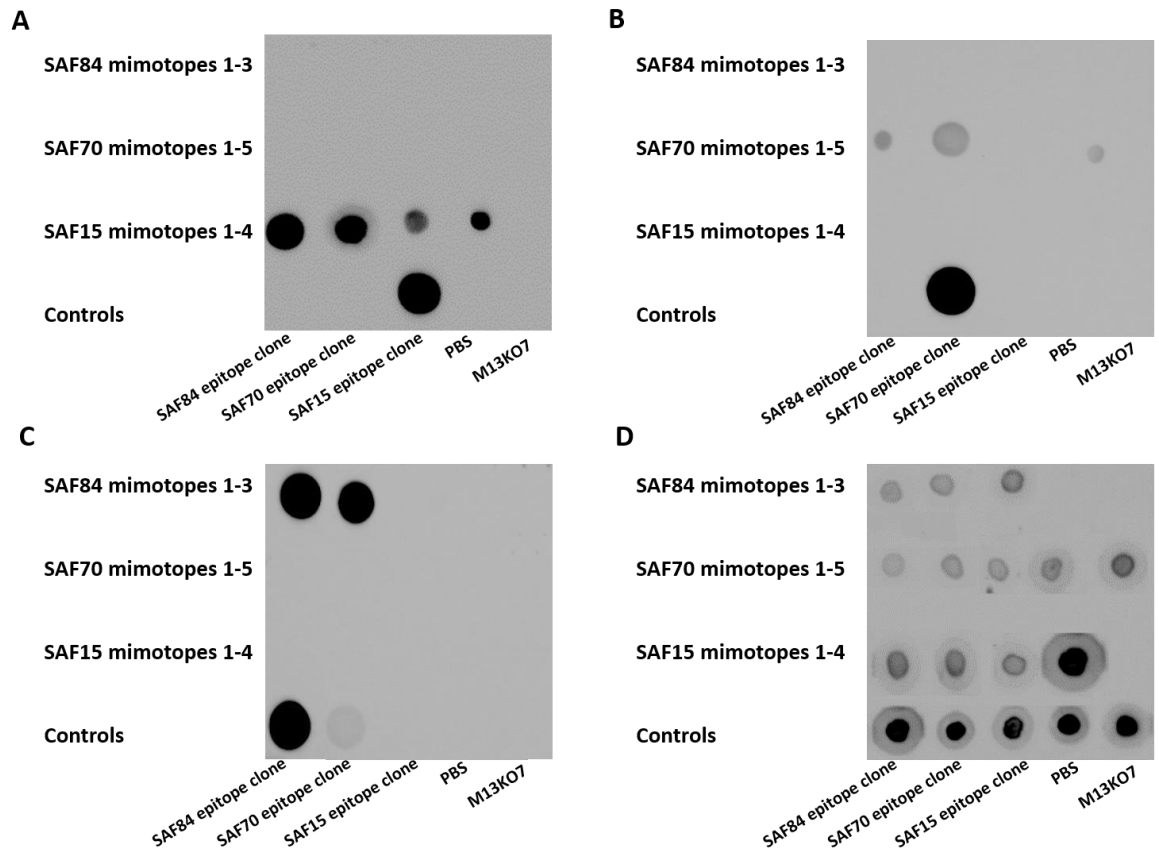 A
SAF84 mimotopes 1-3
SAF70 mimotopes 1-5
SAF15 mimotopes 1-4
Controls
SAF84 epitope clone
SAF70 epitope clone
SAF15 epitope clone
PBS
M13KO7
B
SAF84 mimotopes 1-3
SAF70 mimotopes 1-5
SAF15 mimotopes 1-4
Controls
SAF84 epitope clone
SAF70 epitope clone
SAF15 epitope clone
PBS
M13KO7
C
SAF84 mimotopes 1-3
SAF70 mimotopes 1-5
SAF15 mimotopes 1-4
Controls
SAF84 epitope clone
SAF70 epitope clone
SAF15 epitope clone
PBS
M13KO7
D
SAF84 mimotopes 1-3
SAF70 mimotopes 1-5
SAF15 mimotopes 1-4
Controls
SAF84 epitope clone
SAF70 epitope clone
SAF15 epitope clone
PBS
M13KO7